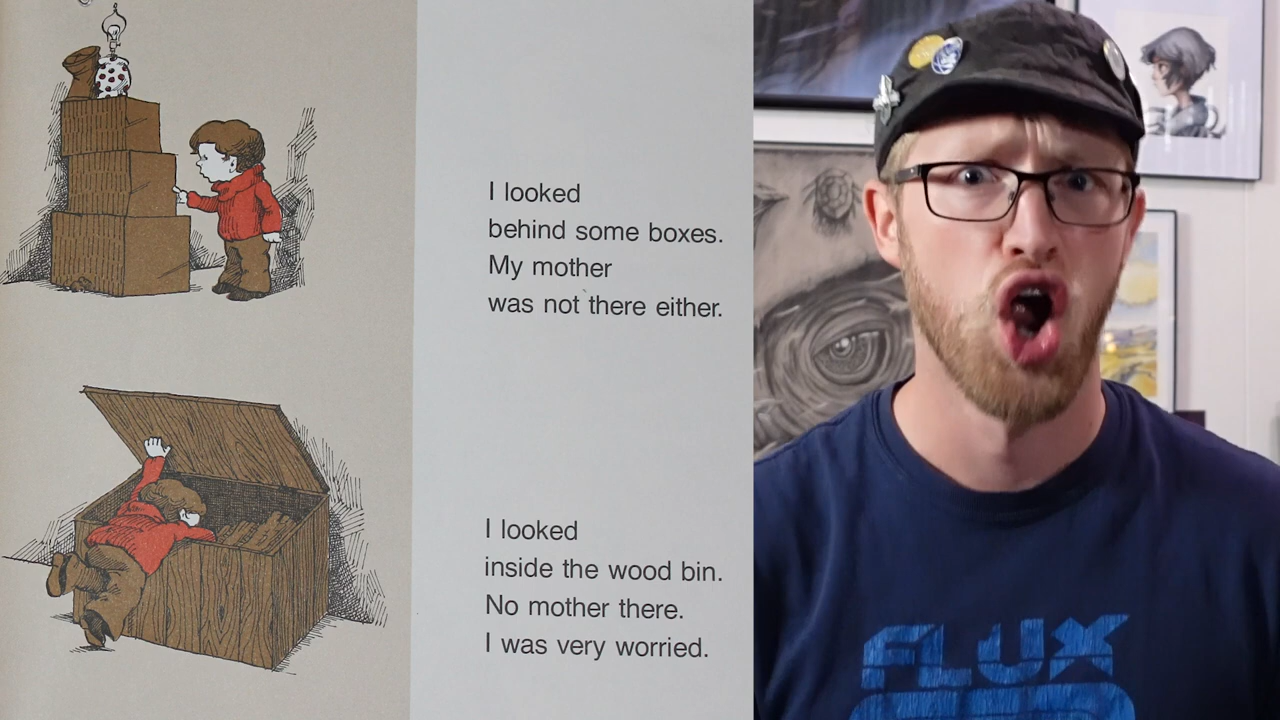 I looked
behind some boxes.
My mother
was not there either.
I looked
inside the wood bin.
No mother there.
I was very worried.
FLUX